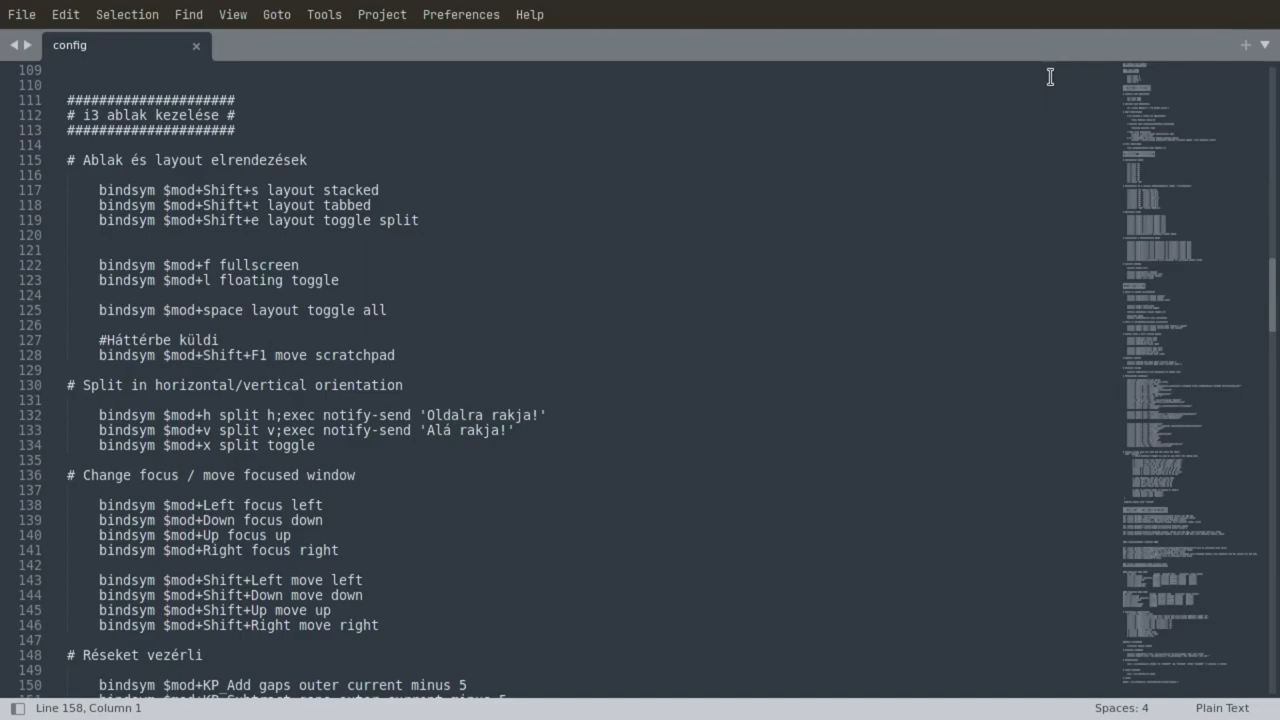 File Edit Selection Find View Goto Tools Project Preferences Help
config
109
110
111 #####################
112 # i3 ablak kezelése #
113 #####################
114
115 # Ablak és layout elrendezések
116
117 bindsym $mod+Shift+s layout stacked
118 bindsym $mod+Shift+t layout tabbed
119 bindsym $mod+Shift+e layout toggle split
120
121
122 bindsym $mod+f fullscreen
123 bindsym $mod+l floating toggle
124
125 bindsym $mod+space layout toggle all
126
127 #Háttérbe küldi
128 bindsym $mod+Shift+F1 move scratchpad
129
130 # Split in horizontal/vertical orientation
131
132 bindsym $mod+h split h;exec notify-send 'Oldalra rakja!'
133 bindsym $mod+v split v;exec notify-send 'Alá rakja!'
134 bindsym $mod+x split toggle
135
136 # Change focus / move focused window
137
138 bindsym $mod+Left focus left
139 bindsym $mod+Down focus down
140 bindsym $mod+Up focus up
141 bindsym $mod+Right focus right
142
143 bindsym $mod+Shift+Left move left
144 bindsym $mod+Shift+Down move down
145 bindsym $mod+Shift+Up move up
146 bindsym $mod+Shift+Right move right
147
148 # Réseket vezérli
149
150 bindsym $mod+KP_Subtract gaps inner current
Line 158, Column 1 Spaces: 4 Plain Text